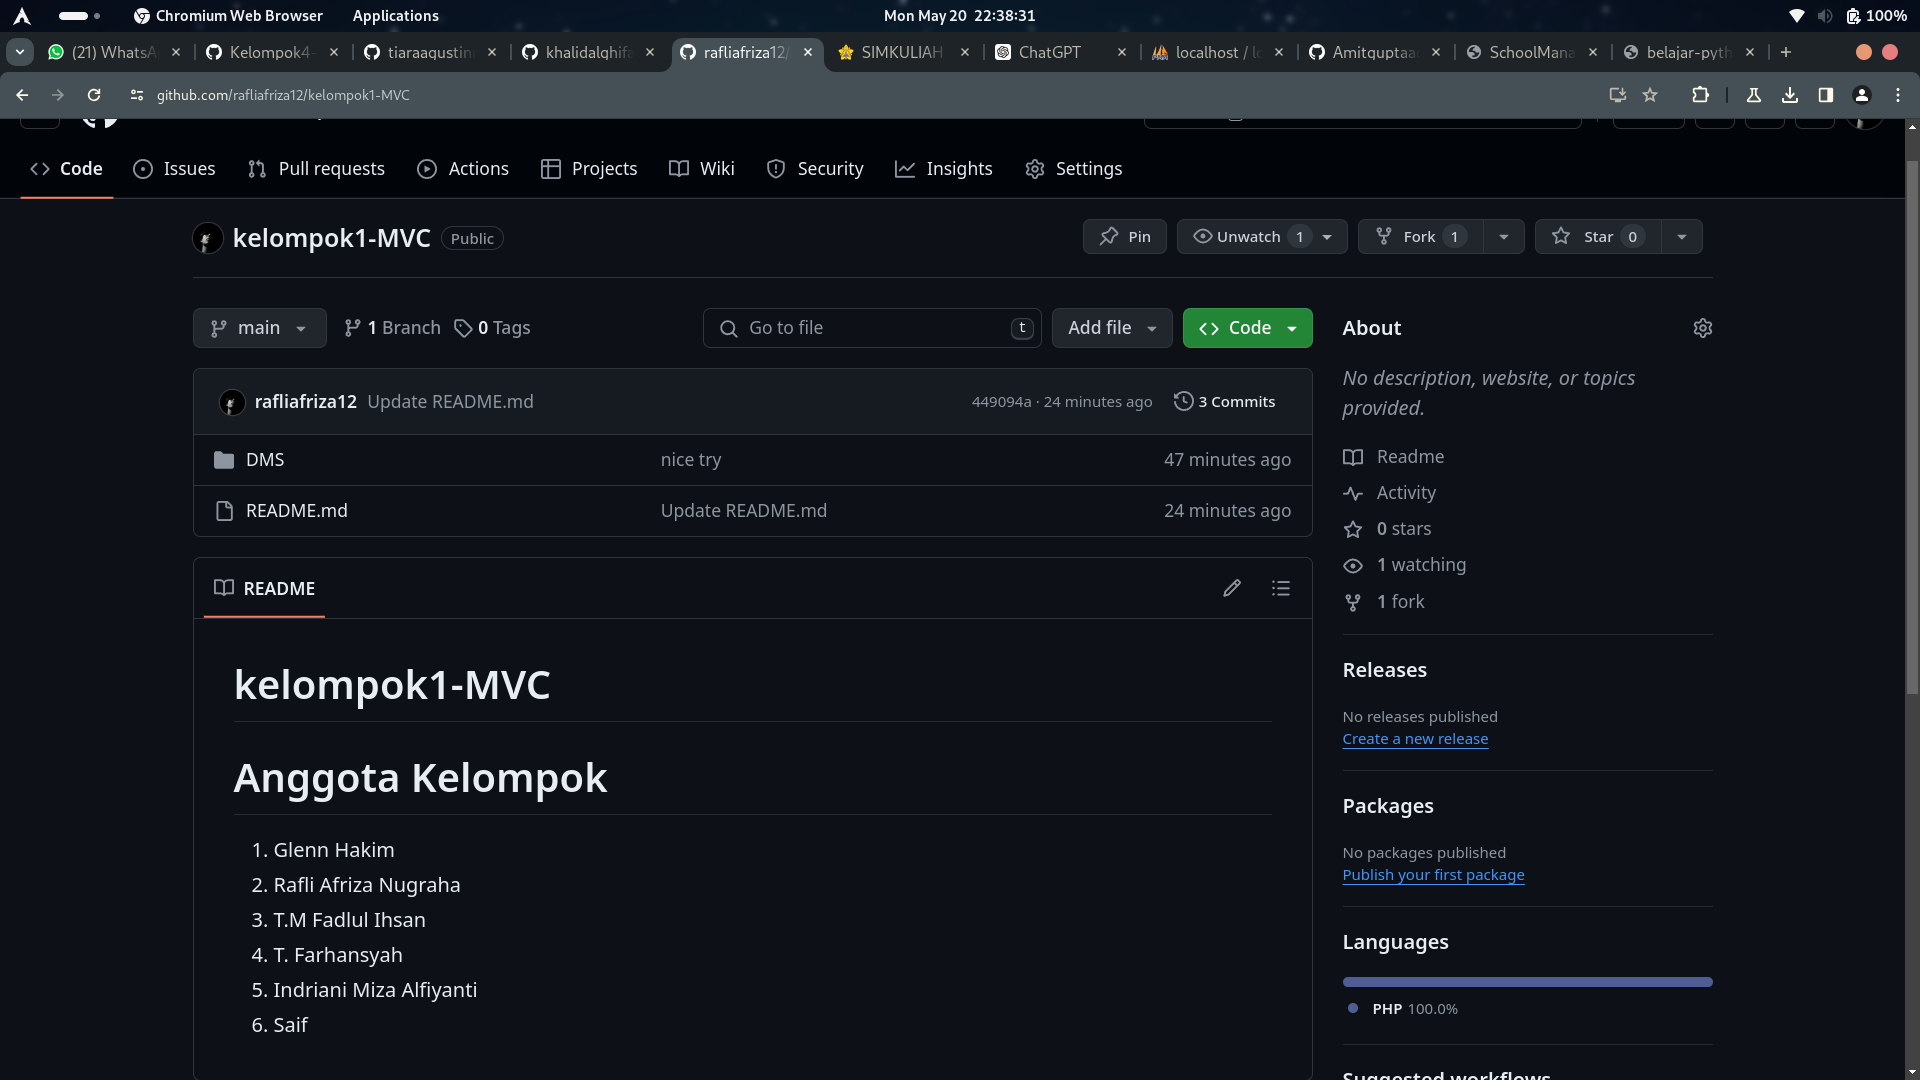 Chromium Web Browser Applications Mon May 20 22:38:31 100%
(21) WhatsA Kelompok4- tiaraagustin khalidalghifa rafliafriza12/ SIMKULIAH ChatGPT localhost / lo Amitguptaa SchoolMana belajar-pyth
github.com/rafliafriza12/kelompok1-MVC
Code Issues Pull requests Actions Projects Wiki Security Insights Settings
kelompok1-MVC Public Pin Unwatch 1 Fork 1 Star 0
main 1 Branch 0 Tags Go to file t Add file Code
About
No description, website, or topics
provided.
rafliafriza12 Update README.md 449094a · 24 minutes ago 3 Commits
DMS nice try 47 minutes ago
README.md Update README.md 24 minutes ago
Readme
Activity
0 stars
1 watching
1 fork
README
kelompok1-MVC
Anggota Kelompok
1. Glenn Hakim
2. Rafli Afriza Nugraha
3. T.M Fadlul Ihsan
4. T. Farhansyah
5. Indriani Miza Alfiyanti
6. Saif
Releases
No releases published
Create a new release
Packages
No packages published
Publish your first package
Languages
PHP 100.0%
Suggested workflows